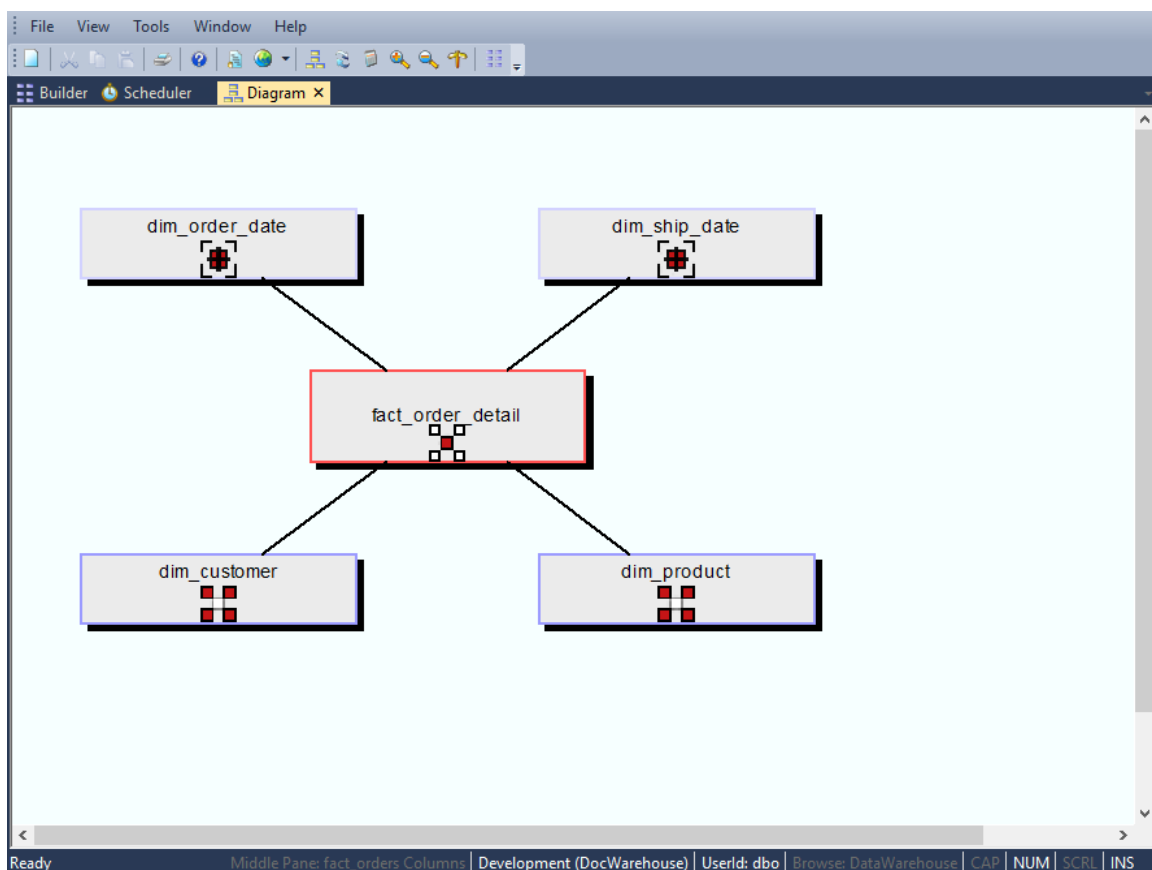 File View Tools Window Help
Builder Scheduler Diagram
dim_order_date dim_ship_date
fact_order_detail
dim_customer dim_product
Ready Middle Pane: fact_orders Columns Development (DocWarehouse) UserId: dbo Browse: DataWarehouse CAP NUM SCRL INS